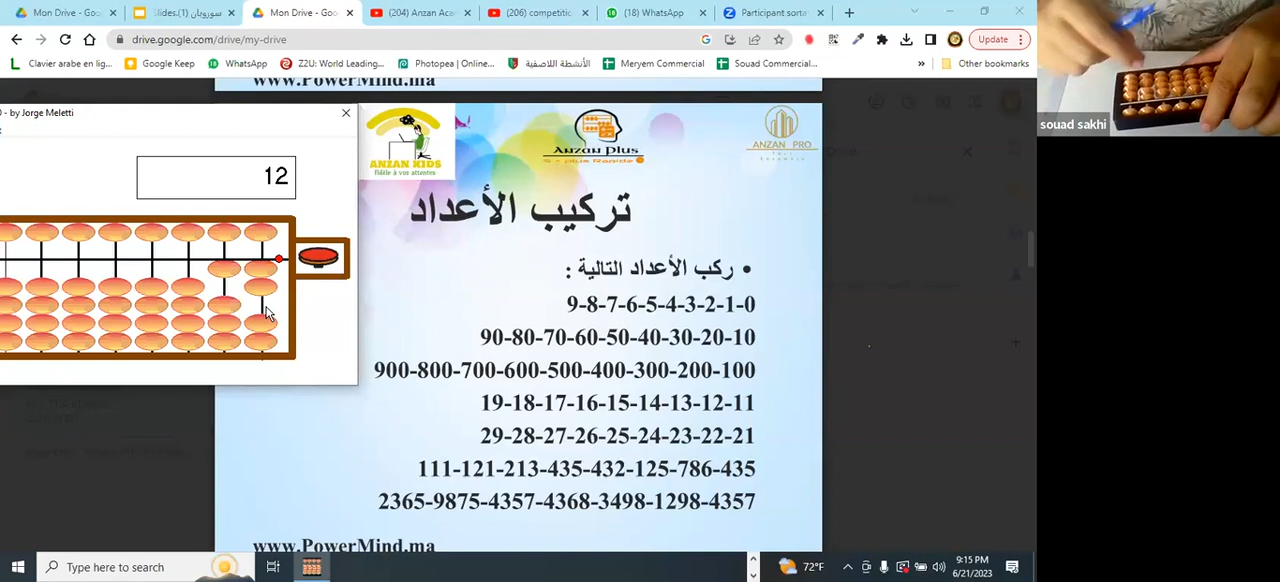 Mon Drive - Goo
Slides.(1) سوروبان
Mon Drive - Goo
(204) Anzan Aca
(206) competitic
(18) WhatsApp
Participant.sorta
drive.google.com/drive/my-drive
Update
Clavier arabe en lig...
Google Keep
WhatsApp
Z2U: World Leading...
Photopea | Online...
الأنشطة اللاصفية
Meryem Commercial
Souad Commercial...
»
Other bookmarks
www.PowerMind.ma
0 - by Jorge Meletti
12
ANZAN KIDS
Fidèle à vos attentes
Anzan Plus
S - plus Rapide
ANZAN PRO
souad sakhi
تركيب الأعداد
• ركب الأعداد التالية :
9-8-7-6-5-4-3-2-1-0
90-80-70-60-50-40-30-20-10
900-800-700-600-500-400-300-200-100
19-18-17-16-15-14-13-12-11
29-28-27-26-25-24-23-22-21
111-121-213-435-432-125-786-435
2365-9875-4357-4368-3498-1298-4357
www.PowerMind.ma
Type here to search
72°F
9:15 PM
6/21/2023